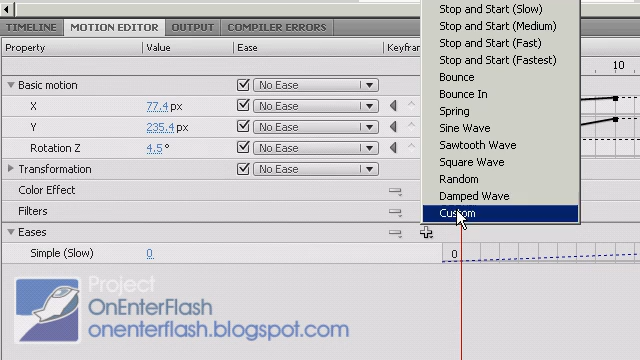 Stop and Start (Slow)
TIMELINE MOTION EDITOR OUTPUT COMPILER ERRORS
Stop and Start (Medium)
Property Value Ease Keyfram
Stop and Start (Fast)
Stop and Start (Fastest)
10
Bounce
Basic motion No Ease
Bounce In
X 77.4 px No Ease
Spring
Y 235.4 px No Ease
Sine Wave
Rotation Z 4.5 ° No Ease
Sawtooth Wave
Square Wave
Transformation No Ease
Random
Color Effect
Damped Wave
Filters
Custom
Eases
Simple (Slow) 0 0
Project
OnEnterFlash
onenterflash.blogspot.com